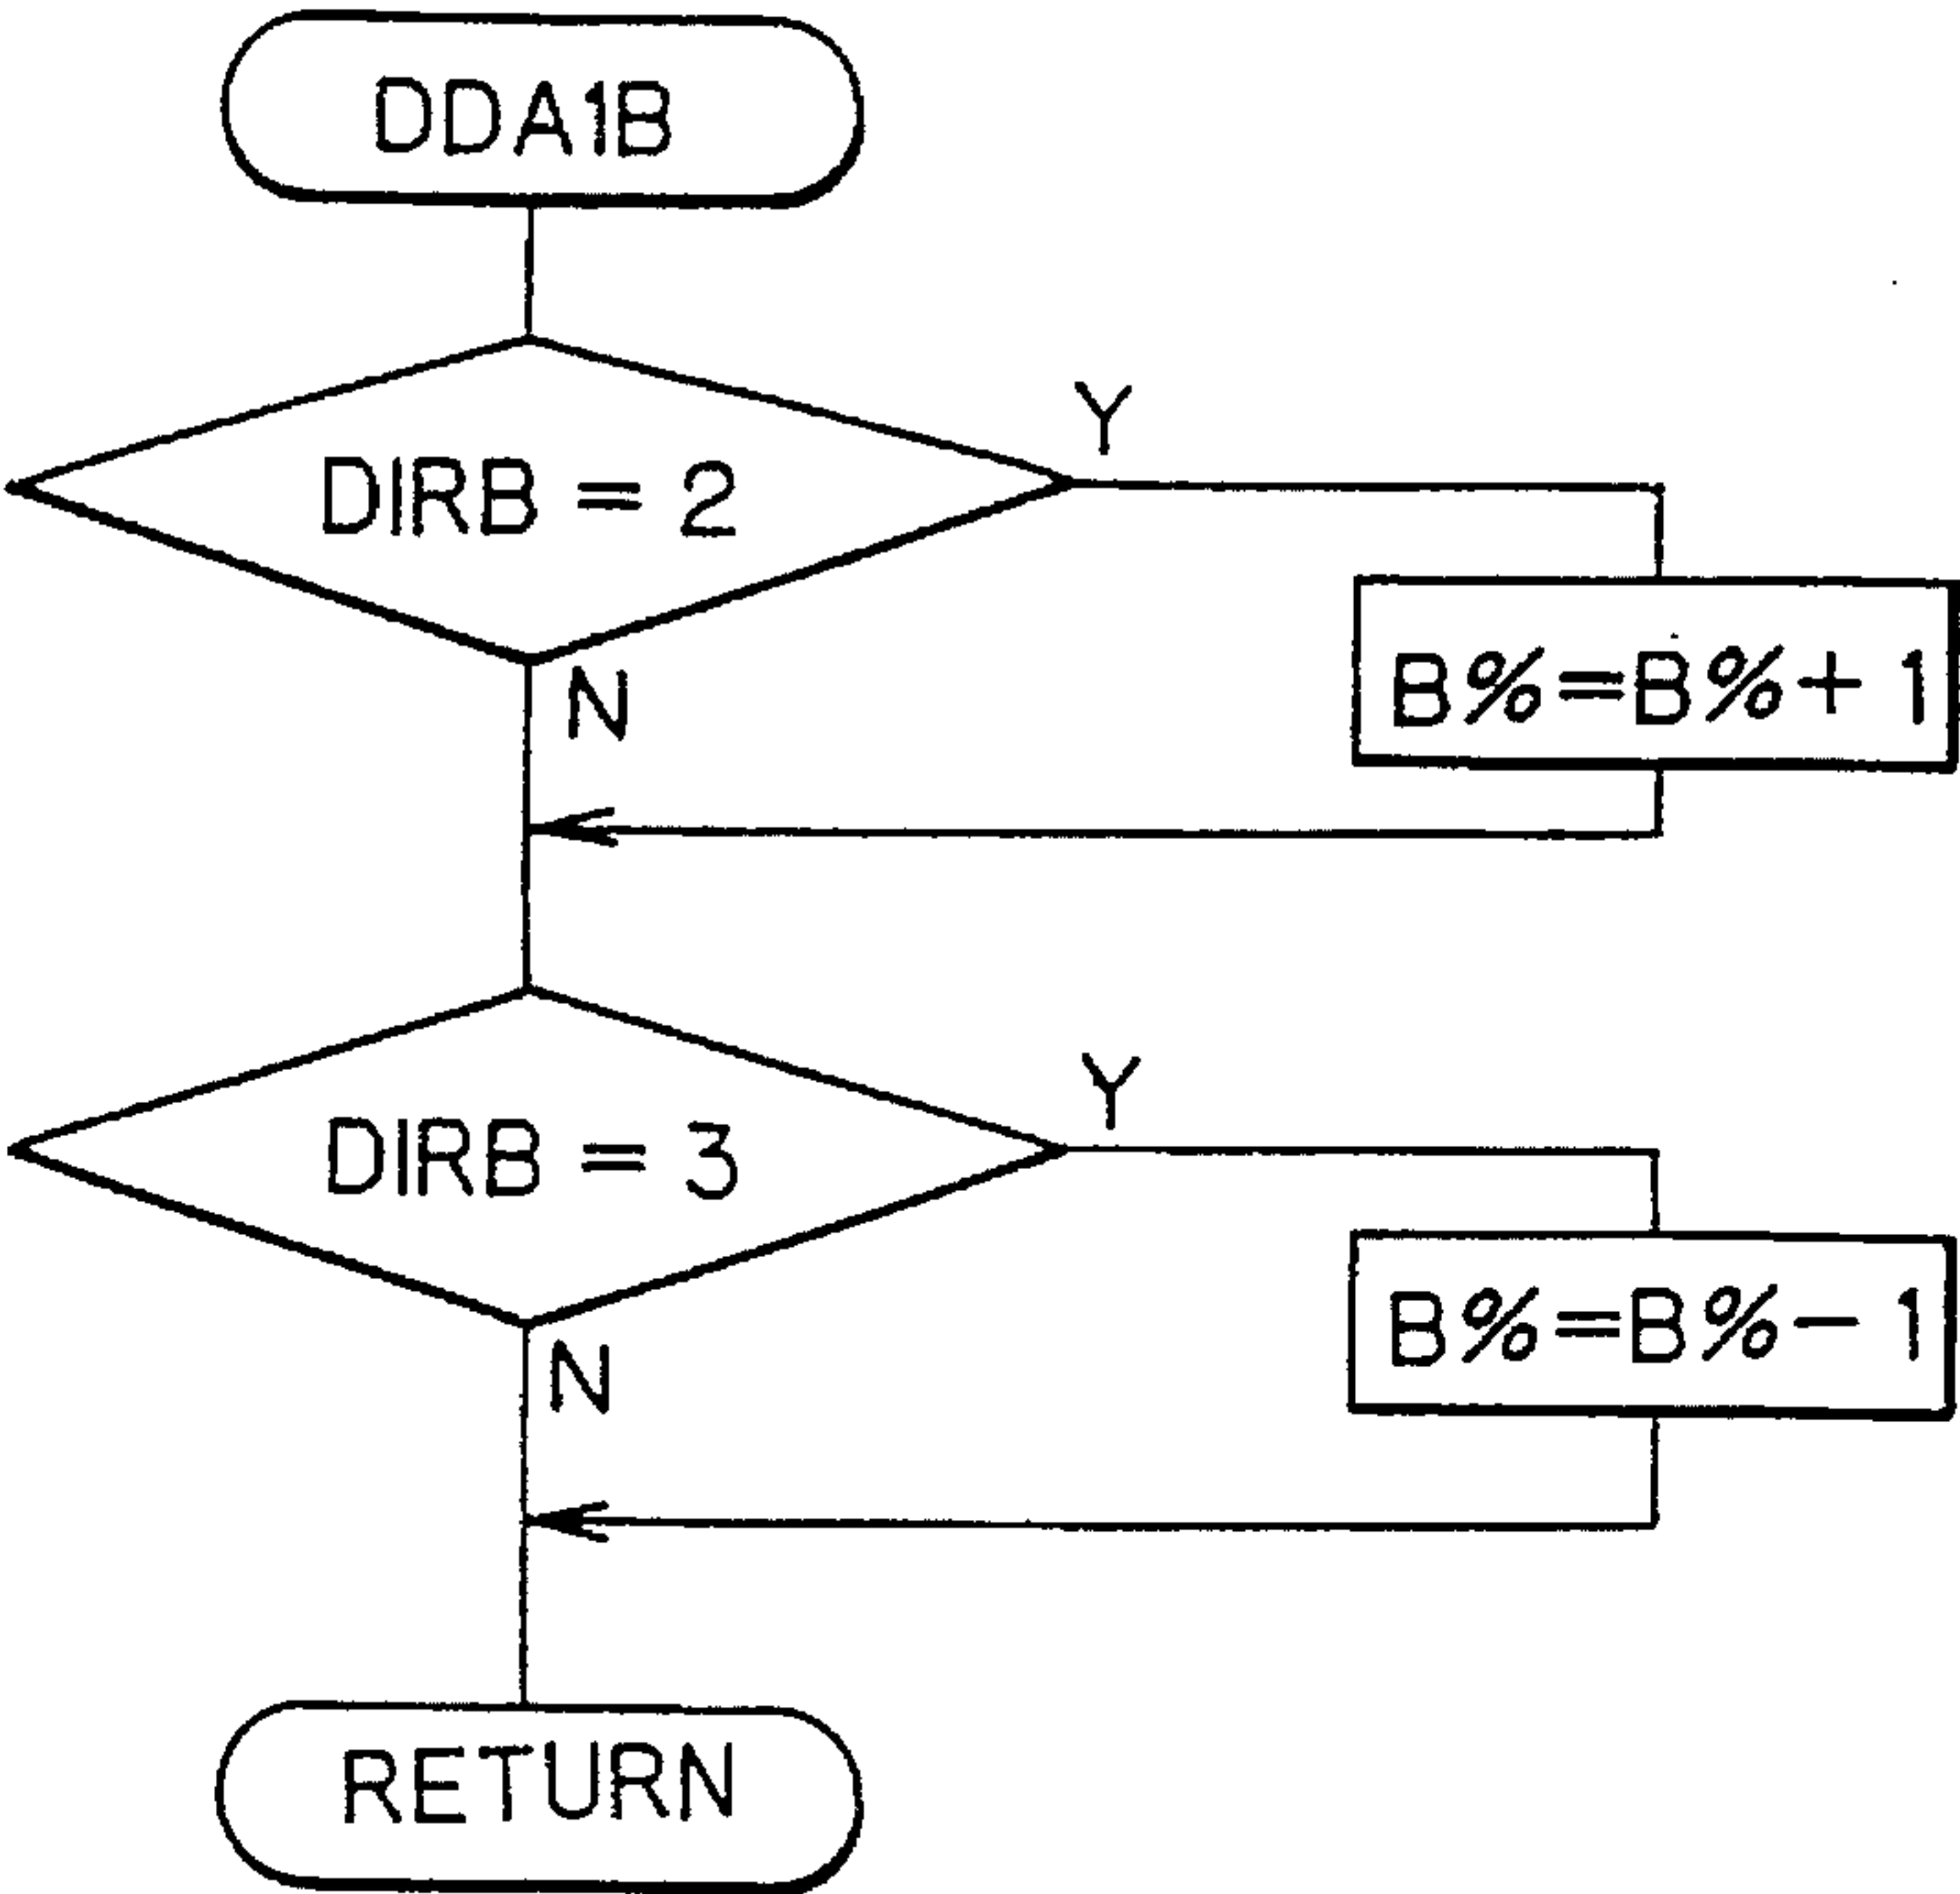 DDA1B
DIRB = 2
Y
B%=B%+1
N
DIRB = 3
Y
B%=B%-1
N
RETURN